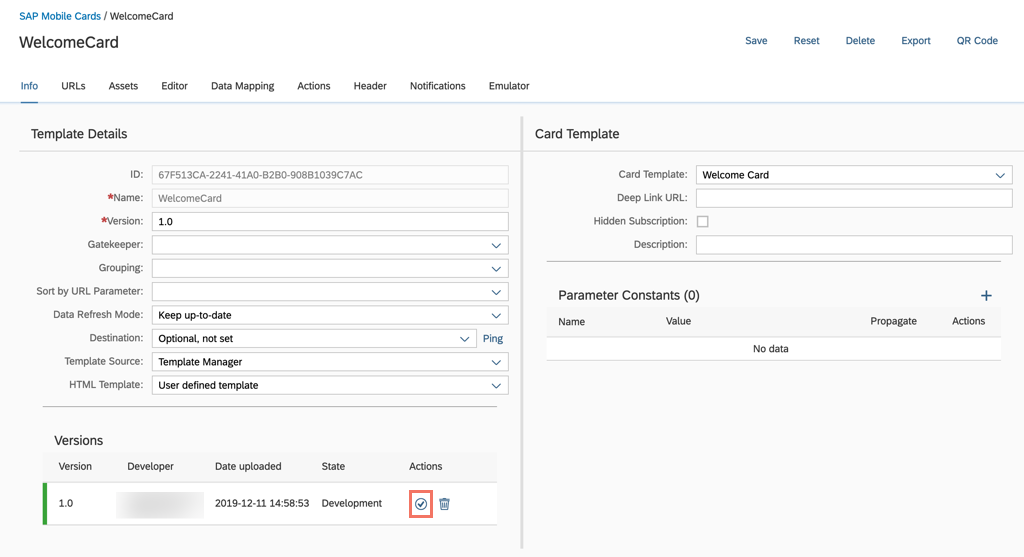 SAP Mobile Cards / WelcomeCard
WelcomeCard
Save Reset Delete Export QR Code
Info URLs Assets Editor Data Mapping Actions Header Notifications Emulator
Template Details
ID: 67F513CA-2241-41A0-B2B0-908B1039C7AC
*Name: WelcomeCard
*Version: 1.0
Gatekeeper:
Grouping:
Sort by URL Parameter:
Data Refresh Mode: Keep up-to-date
Destination: Optional, not set Ping
Template Source: Template Manager
HTML Template: User defined template
Versions
Version Developer Date uploaded State Actions
1.0 2019-12-11 14:58:53 Development
Card Template
Card Template: Welcome Card
Deep Link URL:
Hidden Subscription:
Description:
Parameter Constants (0) +
Name Value Propagate Actions
No data